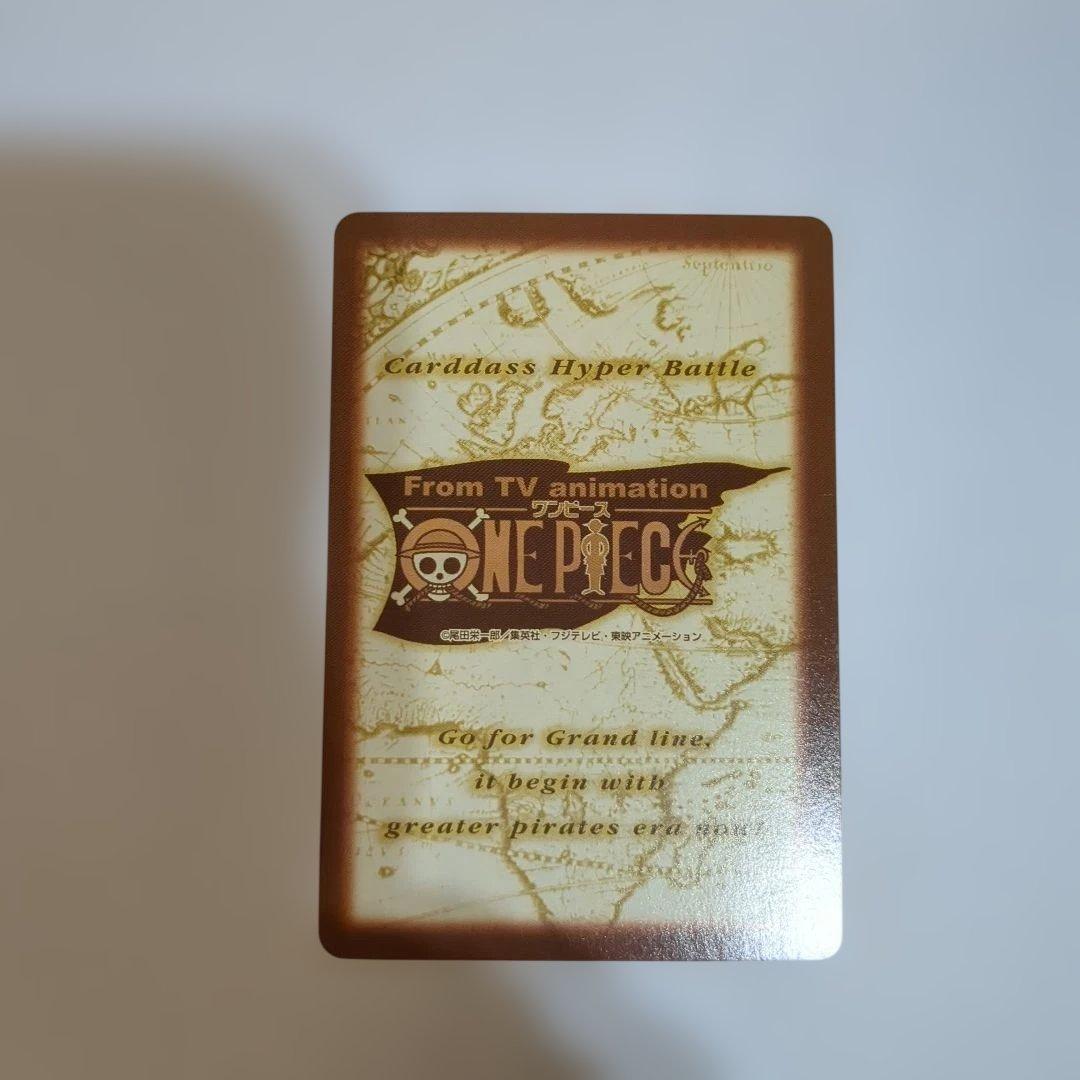 Septentrio
Carddass Hyper Battle
From TV animation
ワンピース
ONE PIECE
©尾田栄一郎/集英社・フジテレビ・東映アニメーション
Go for Grand line,
it begin with
greater pirates era now!